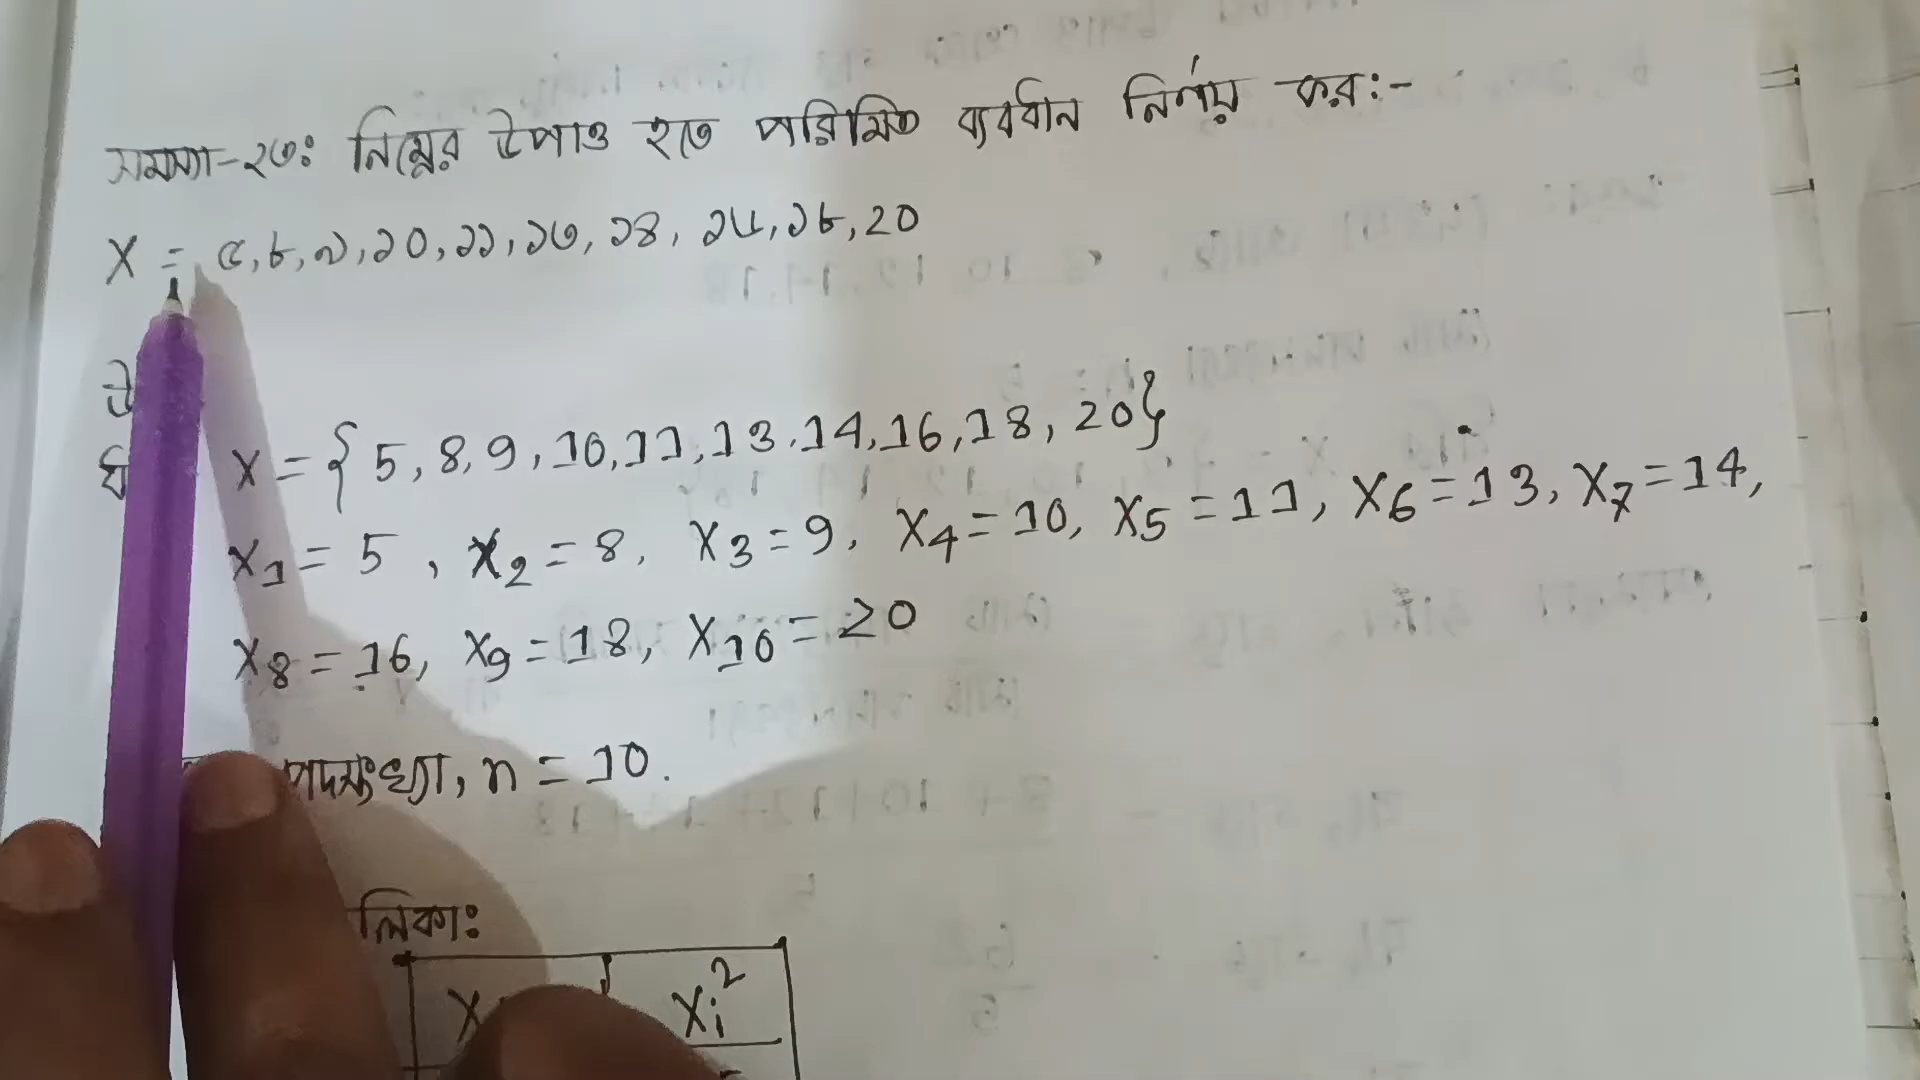 সমস্যা-২৩: নিম্নের উপাত্ত হতে পরিমিত ব্যবধান নির্ণয় কর:-
X = ৫,৮,৯,১০,১১,১৩,১৪,১৬,১৮,২০
X = { 5, 8, 9, 10, 11, 13, 14, 16, 18, 20}
X₁ = 5 , X₂ = 8, X₃ = 9, X₄ = 10, X₅ = 11, X₆ = 13, X₇ = 14,
X₈ = 16, X₉ = 18, X₁₀ = 20
পদসংখ্যা, n = 10.
লিকা:
X Xᵢ²